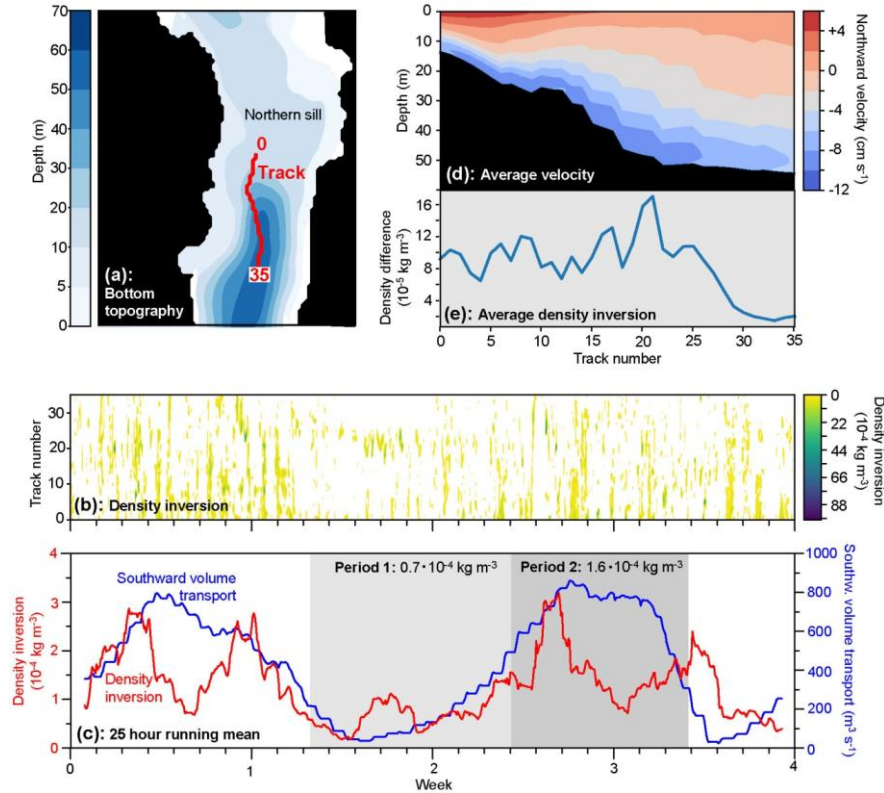 70
60
50
40
30
20
10
5
0
Depth (m)
Northern sill
0
Track
35
(a):
Bottom
topography
0
10
20
30
40
50
Depth (m)
(d): Average velocity
+4
0
-4
-8
-12
Northward velocity
(cm s⁻¹)
16
12
8
4
Density difference
(10⁻⁵ kg m⁻³)
(e): Average density inversion
0 5 10 15 20 25 30 35
Track number
30
20
10
0
Track number
(b): Density inversion
0
22
44
66
88
Density inversion
(10⁻⁴ kg m⁻³)
4
3
2
1
0
Density inversion
(10⁻⁴ kg m⁻³)
Southward volume
transport
Density
inversion
Period 1: 0.7·10⁻⁴ kg m⁻³ Period 2: 1.6·10⁻⁴ kg m⁻³
(c): 25 hour running mean
1000
800
600
400
200
0
Southw. volume transport
(m³ s⁻¹)
0 1 2 3 4
Week